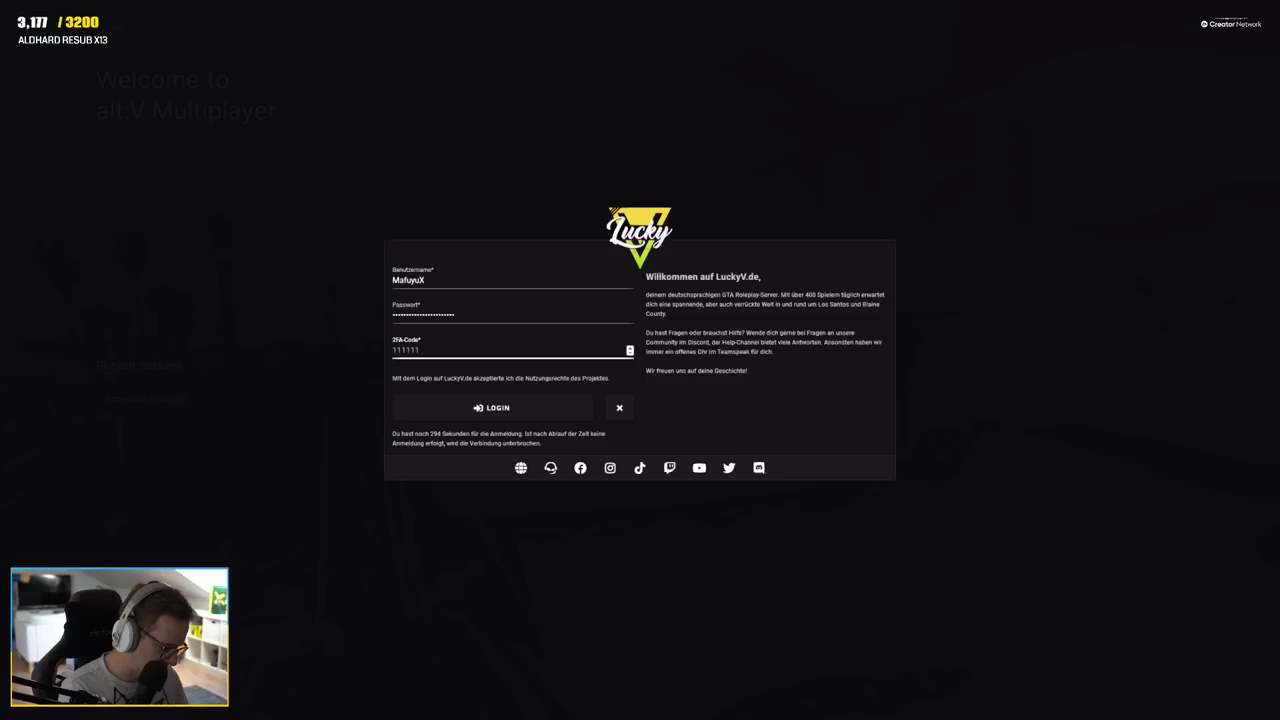 3,177 / 3200
ALDHARD RESUB X13
Creator Network
Welcome to
alt:V Multiplayer
Lucky
Benutzername*
MafuyuX
Passwort*
2FA-Code*
111111
Mit dem Login auf LuckyV.de akzeptierte ich die Nutzungsrechte des Projektes.
LOGIN
Du hast noch 294 Sekunden für die Anmeldung. Ist nach Ablauf der Zeit keine
Anmeldung erfolgt, wird die Verbindung unterbrochen.
Willkommen auf LuckyV.de,
deinem deutschsprachigen GTA Roleplay-Server. Mit über 400 Spielern täglich erwartet
dich eine spannende, aber auch verrückte Welt in und rund um Los Santos und Blaine
County.
Du hast Fragen oder brauchst Hilfe? Wende dich gerne bei Fragen an unsere
Community im Discord, der Help-Channel bietet viele Antworten. Ansonsten haben wir
immer ein offenes Ohr im Teamspeak für dich.
Wir freuen uns auf deine Geschichte!